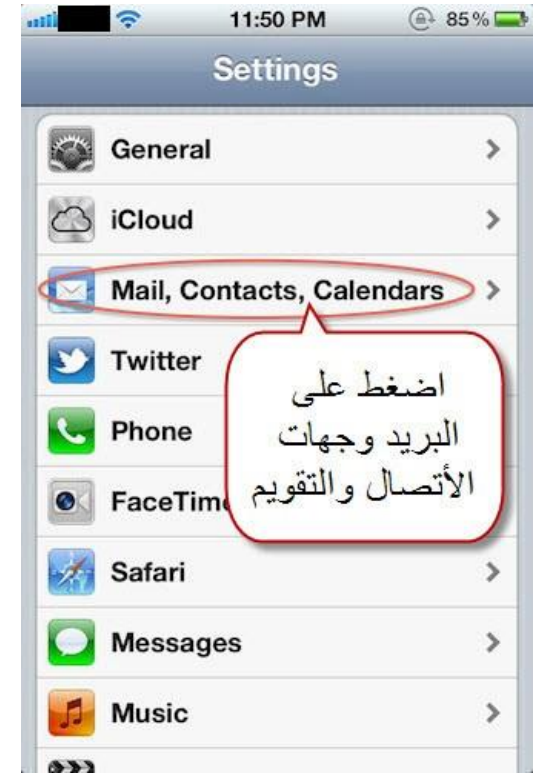 11:50 PM 85%
Settings
General
iCloud
Mail, Contacts, Calendars
Twitter
اضغط على
البريد وجهات
الأتصال والتقويم
Phone
FaceTim
Safari
Messages
Music